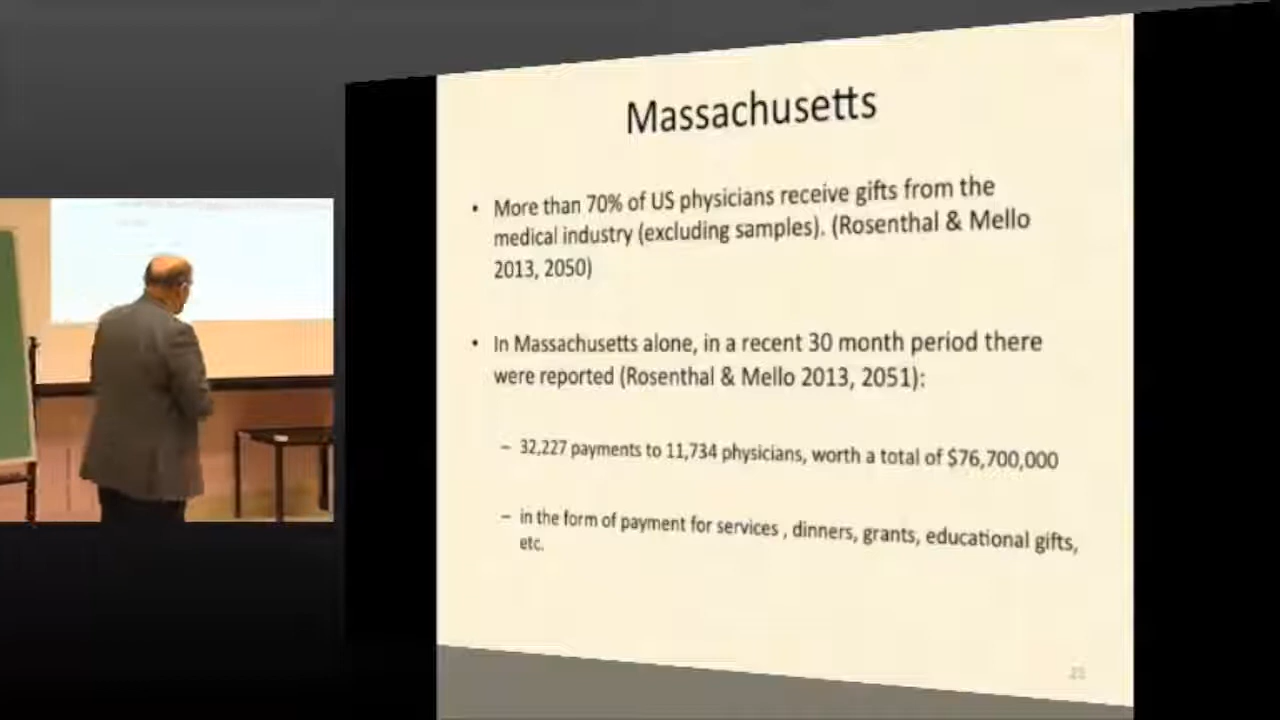 Massachusetts
• More than 70% of US physicians receive gifts from the
medical industry (excluding samples). (Rosenthal & Mello
2013, 2050)
• In Massachusetts alone, in a recent 30 month period there
were reported (Rosenthal & Mello 2013, 2051):
– 32,227 payments to 11,734 physicians, worth a total of $76,700,000
– in the form of payment for services , dinners, grants, educational gifts,
etc.